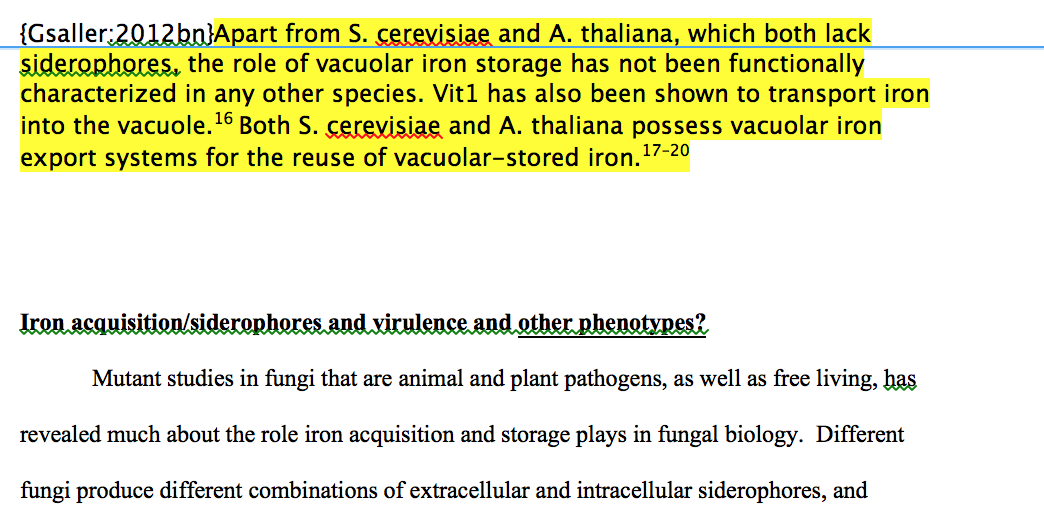 {Gsaller:2012bn}Apart from S. cerevisiae and A. thaliana, which both lack
siderophores, the role of vacuolar iron storage has not been functionally
characterized in any other species. Vit1 has also been shown to transport iron
into the vacuole.16 Both S. cerevisiae and A. thaliana possess vacuolar iron
export systems for the reuse of vacuolar-stored iron.17-20
Iron acquisition/siderophores and virulence and other phenotypes?
Mutant studies in fungi that are animal and plant pathogens, as well as free living, has
revealed much about the role iron acquisition and storage plays in fungal biology.  Different
fungi produce different combinations of extracellular and intracellular siderophores, and